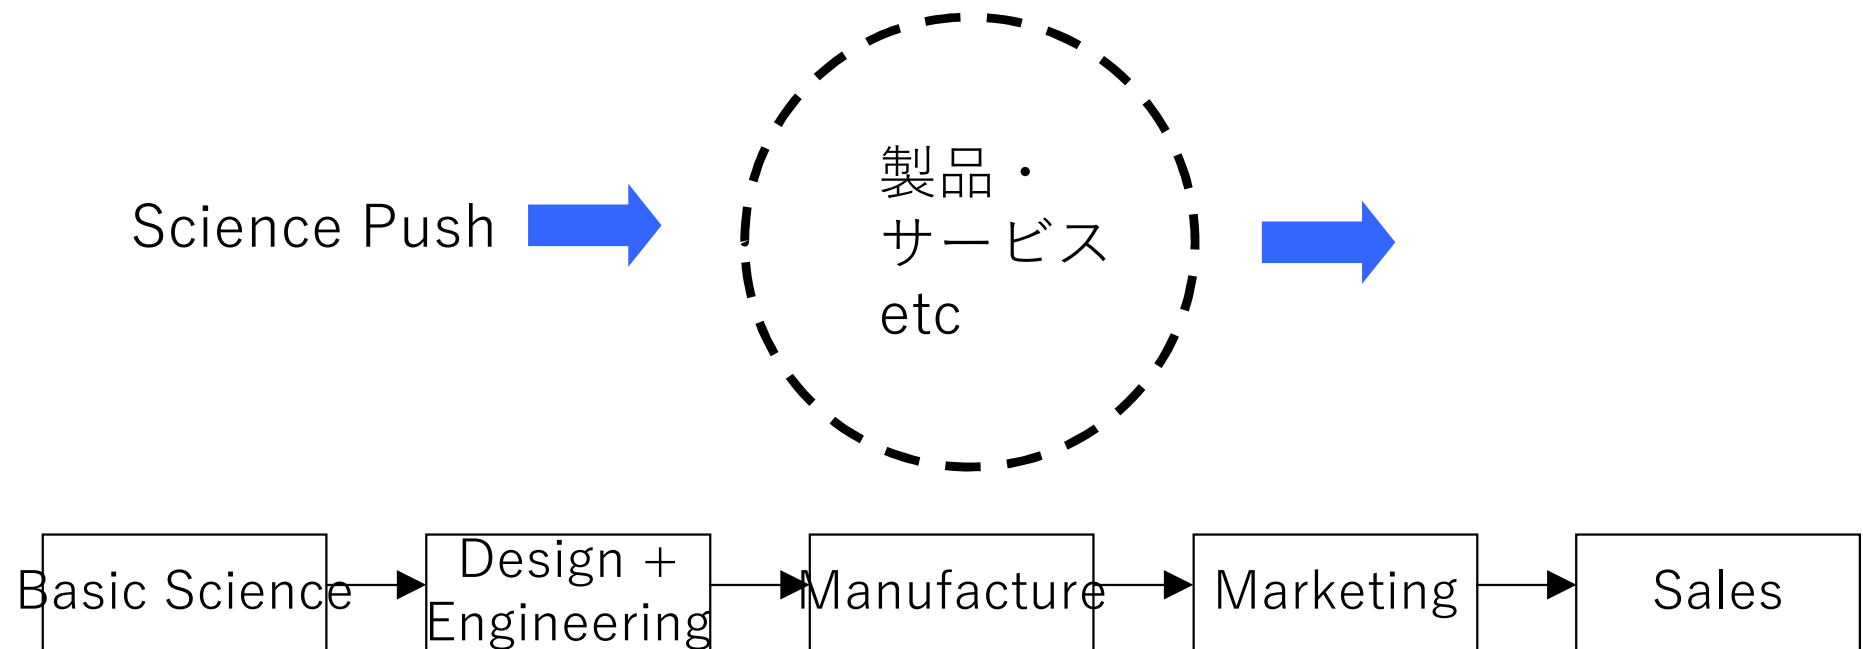 Science Push
製品・
サービス
etc
Basic Science
Design +
Engineering
Manufacture
Marketing
Sales